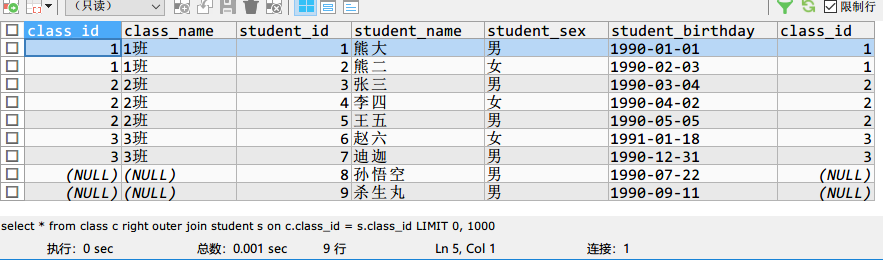 （只读） 限制行
class_id class_name student_id student_name student_sex student_birthday class_id
1 1班 1 熊大 男 1990-01-01 1
1 1班 2 熊二 女 1990-02-03 1
2 2班 3 张三 男 1990-03-04 2
2 2班 4 李四 女 1990-04-02 2
2 2班 5 王五 男 1990-05-05 2
3 3班 6 赵六 女 1991-01-18 3
3 3班 7 迪迦 男 1990-12-31 3
(NULL) (NULL) 8 孙悟空 男 1990-07-22 (NULL)
(NULL) (NULL) 9 杀生丸 男 1990-09-11 (NULL)
select * from class c right outer join student s on c.class_id = s.class_id LIMIT 0, 1000
执行：0 sec 总数：0.001 sec 9 行 Ln 5, Col 1 连接：1